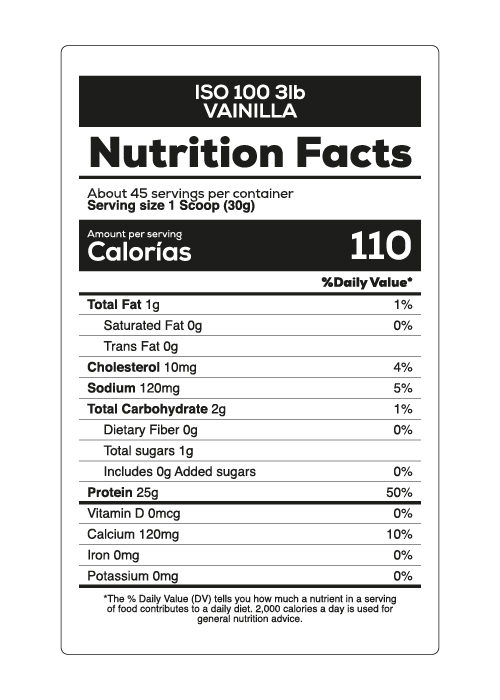 ISO 100 3lb
VAINILLA
Nutrition Facts
About 45 servings per container
Serving size 1 Scoop (30g)
Amount per serving
Calorías 110
%Daily Value*
Total Fat 1g 1%
Saturated Fat 0g 0%
Trans Fat 0g
Cholesterol 10mg 4%
Sodium 120mg 5%
Total Carbohydrate 2g 1%
Dietary Fiber 0g 0%
Total sugars 1g
Includes 0g Added sugars 0%
Protein 25g 50%
Vitamin D 0mcg 0%
Calcium 120mg 10%
Iron 0mg 0%
Potassium 0mg 0%
*The % Daily Value (DV) tells you how much a nutrient in a serving
of food contributes to a daily diet. 2,000 calories a day is used for
general nutrition advice.